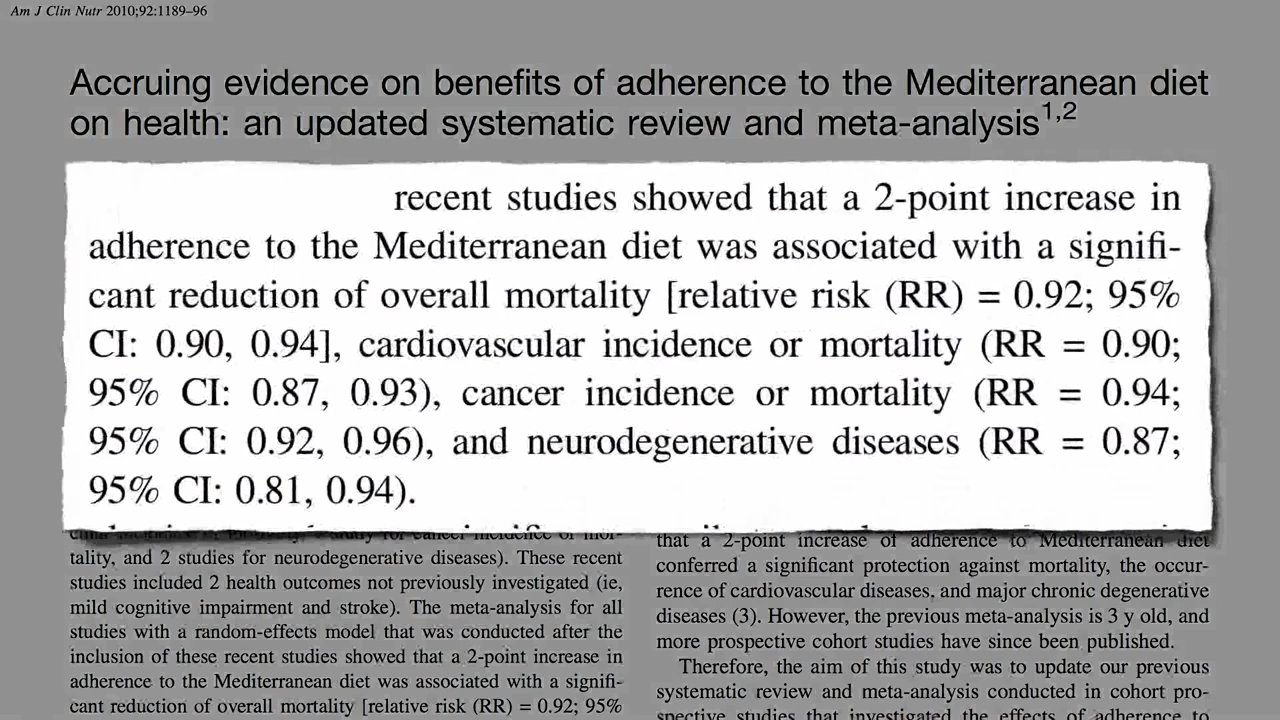 Am J Clin Nutr 2010;92:1189–96
Accruing evidence on benefits of adherence to the Mediterranean diet
on health: an updated systematic review and meta-analysis1,2
recent studies showed that a 2-point increase in
adherence to the Mediterranean diet was associated with a signifi-
cant reduction of overall mortality [relative risk (RR) = 0.92; 95%
CI: 0.90, 0.94], cardiovascular incidence or mortality (RR = 0.90;
95% CI: 0.87, 0.93), cancer incidence or mortality (RR = 0.94;
95% CI: 0.92, 0.96), and neurodegenerative diseases (RR = 0.87;
95% CI: 0.81, 0.94).
tality, and 2 studies for neurodegenerative diseases). These recent
studies included 2 health outcomes not previously investigated (ie,
mild cognitive impairment and stroke). The meta-analysis for all
studies with a random-effects model that was conducted after the
inclusion of these recent studies showed that a 2-point increase in
adherence to the Mediterranean diet was associated with a signifi-
cant reduction of overall mortality [relative risk (RR) = 0.92; 95%
that a 2-point increase of adherence to Mediterranean diet
conferred a significant protection against mortality, the occur-
rence of cardiovascular diseases, and major chronic degenerative
diseases (3). However, the previous meta-analysis is 3 y old, and
more prospective cohort studies have since been published.
Therefore, the aim of this study was to update our previous
systematic review and meta-analysis conducted in cohort pro-
spective studies that investigated the effects of adherence to